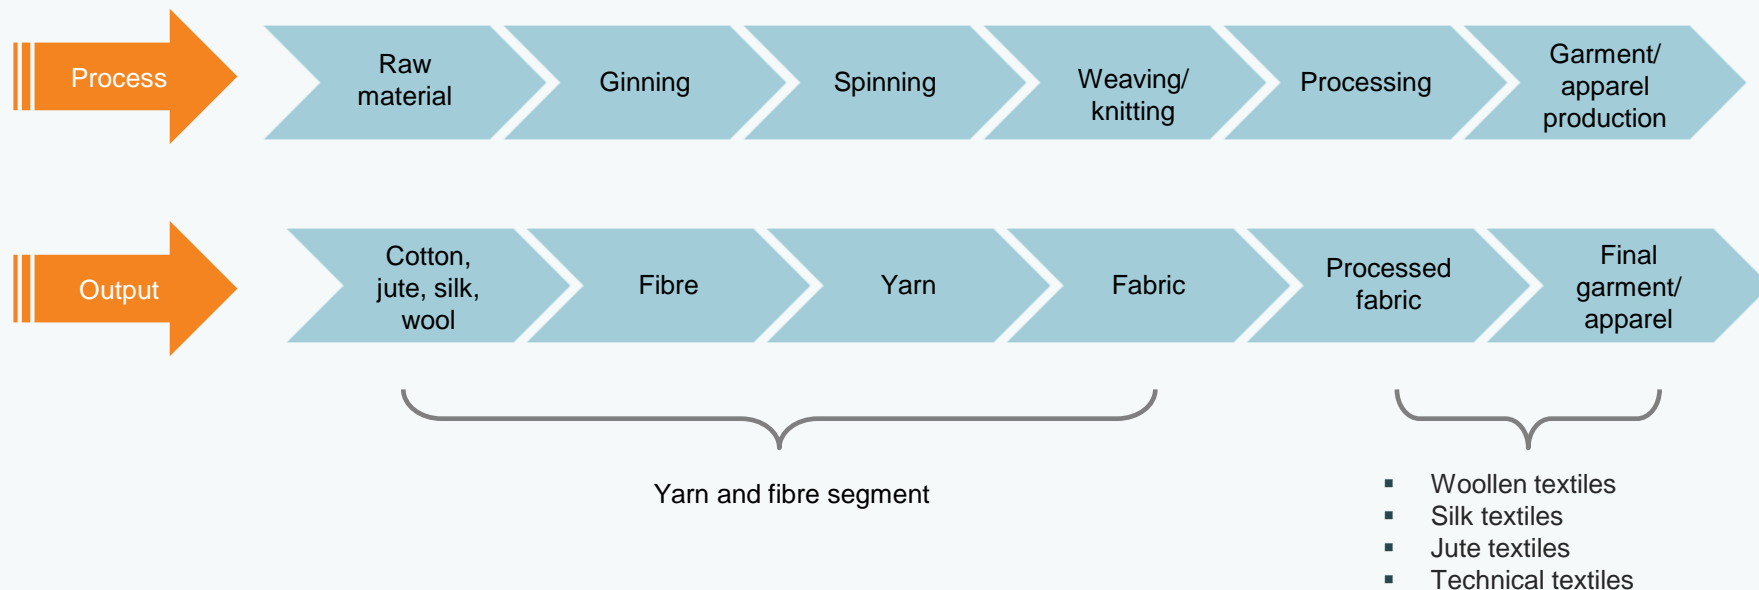 Process
Raw
material
Ginning
Spinning
Weaving/
knitting
Processing
Garment/
apparel
production
Output
Cotton,
jute, silk,
wool
Fibre
Yarn
Fabric
Processed
fabric
Final
garment/
apparel
Yarn and fibre segment
▪ Woollen textiles
▪ Silk textiles
▪ Jute textiles
▪ Technical textiles